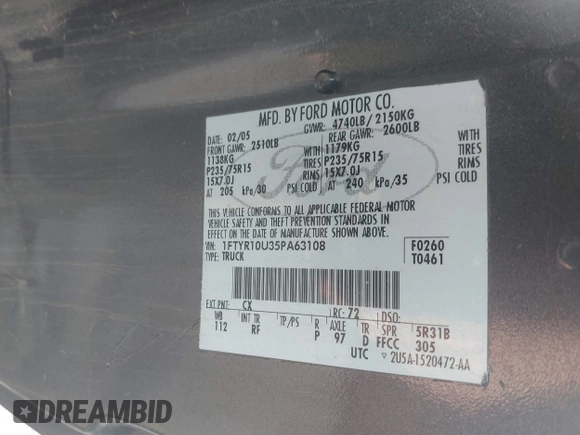 MFD. BY FORD MOTOR CO.
DATE: 02/05 GVWR: 4740LB/ 2150KG
FRONT GAWR: 2510LB REAR GAWR: 2600LB
1138KG 1179KG
P235/75R15 TIRES P235/75R15 TIRES
15X7.0J RIMS 15X7.0J RIMS
AT 205 kPa/30 PSI COLD AT 240 kPa/35 PSI COLD
Ford
THIS VEHICLE CONFORMS TO ALL APPLICABLE FEDERAL MOTOR
VEHICLE SAFETY AND THEFT PREVENTION STANDARDS IN
EFFECT ON THE DATE OF MANUFACTURE SHOWN ABOVE.
VIN: 1FTYR10U35PA63108 F0260
TYPE: TRUCK T0461
EXT PNT: CX RC: 72 DSO:
WB INT TR TP/PS R AXLE TR SPR 5R31B
112 RF P 97 D FFCC 305
UTC 2U5A-1520472-AA
DREAMBID